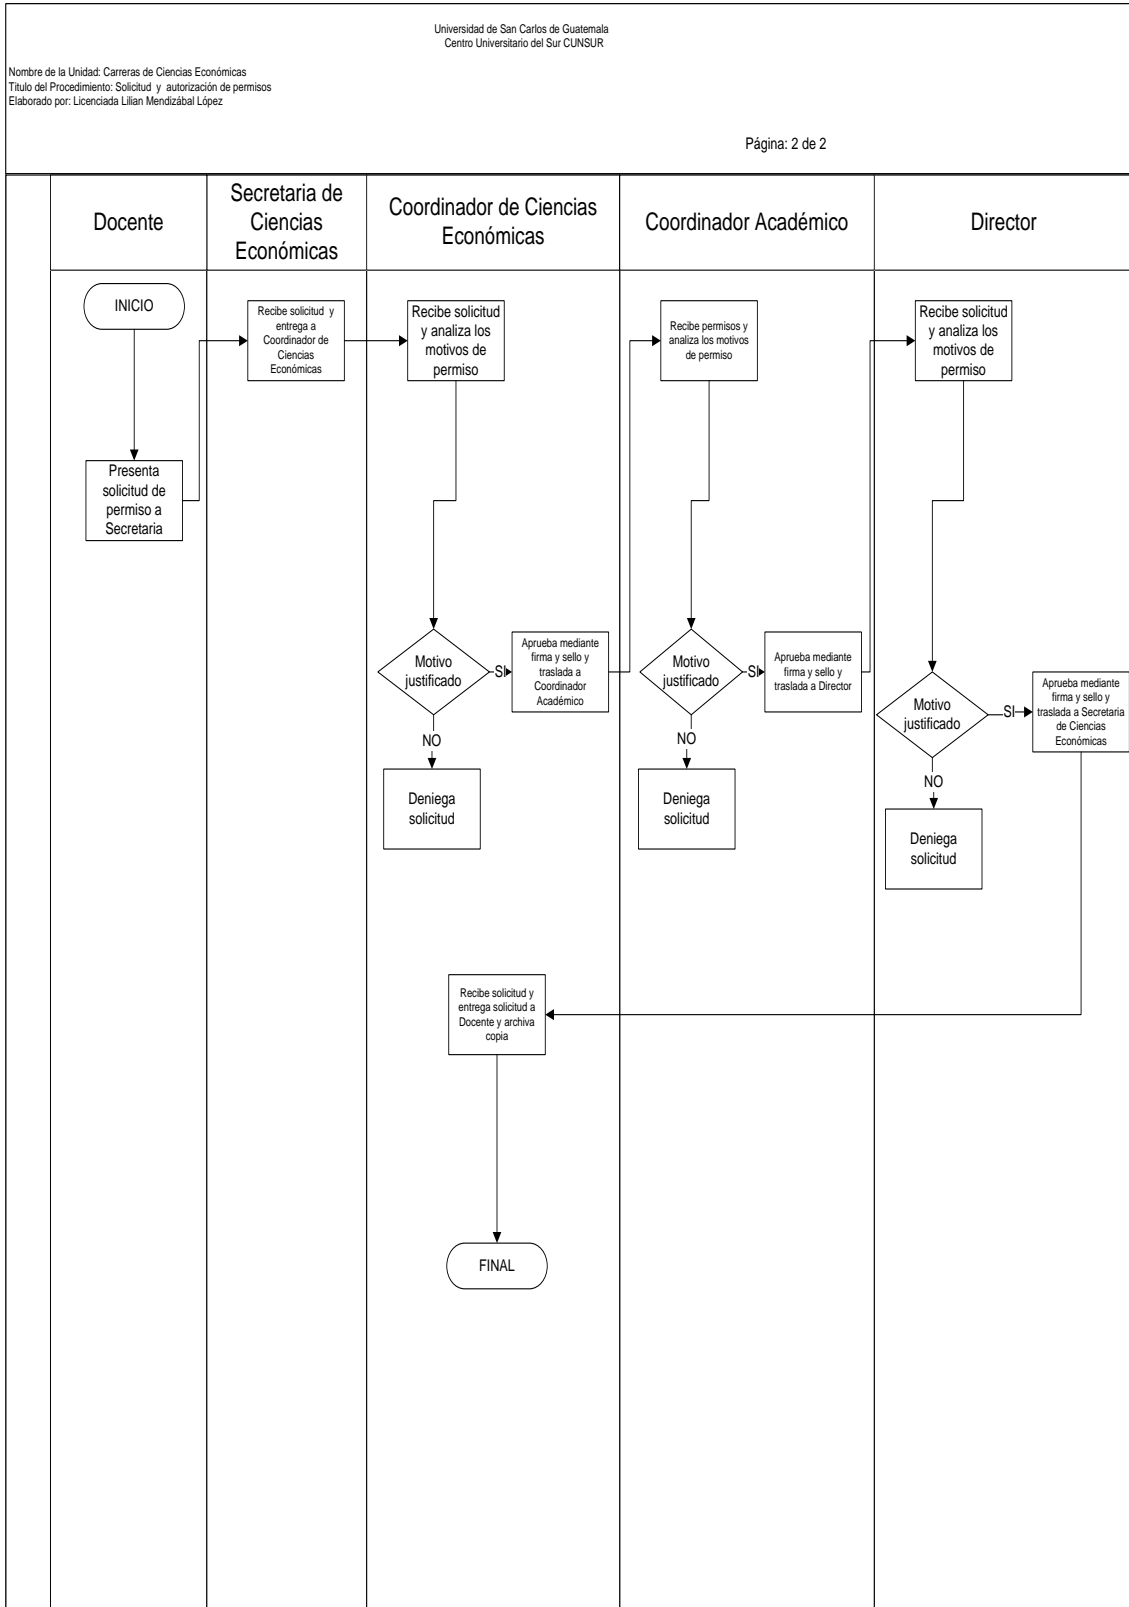 Universidad de San Carlos de Guatemala
Centro Universitario del Sur CUNSUR
Nombre de la Unidad: Carreras de Ciencias Económicas
Titulo del Procedimiento: Solicitud y autorización de permisos
Elaborado por: Licenciada Lilian Mendizábal López
Página: 2 de 2
Docente
Secretaria de
Ciencias
Económicas
Coordinador de Ciencias
Económicas
Coordinador Académico
Director
INICIO
Presenta
solicitud de
permiso a
Secretaria
Recibe solicitud y
entrega a
Coordinador de
Ciencias
Económicas
Recibe solicitud
y analiza los
motivos de
permiso
Motivo
justificado
SI
Aprueba mediante
firma y sello y
traslada a
Coordinador
Académico
NO
Deniega
solicitud
Recibe permisos y
analiza los motivos
de permiso
Motivo
justificado
SI
Aprueba mediante
firma y sello y
traslada a Director
NO
Deniega
solicitud
Recibe solicitud
y analiza los
motivos de
permiso
Motivo
justificado
SI
Aprueba mediante
firma y sello y
traslada a Secretaria
de Ciencias
Económicas
NO
Deniega
solicitud
Recibe solicitud y
entrega solicitud a
Docente y archiva
copia
FINAL